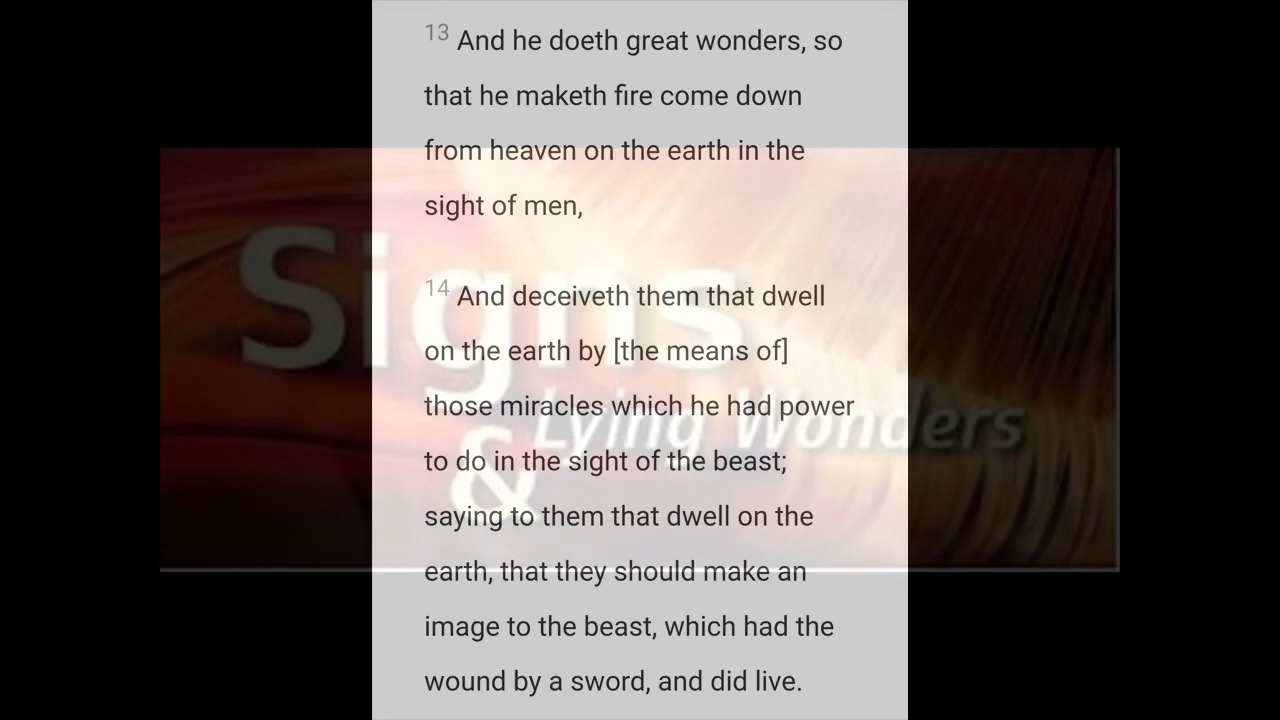 13 And he doeth great wonders, so
that he maketh fire come down
from heaven on the earth in the
sight of men,
14 And deceiveth them that dwell
on the earth by [the means of]
those miracles which he had power
to do in the sight of the beast;
saying to them that dwell on the
earth, that they should make an
image to the beast, which had the
wound by a sword, and did live.
Signs
& Lying Wonders